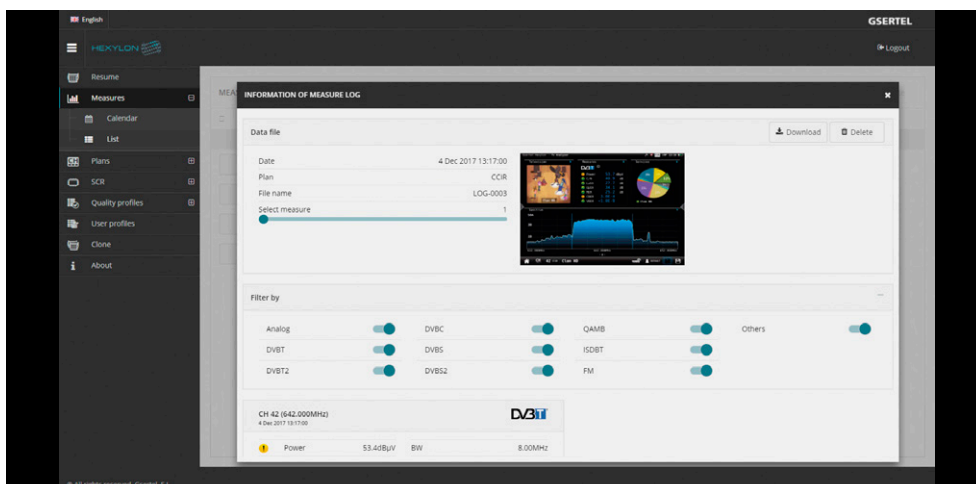 English
GSERTEL
HEXYLON
Logout
Resume
Measures
Calendar
List
Plans
SCR
Quality profiles
User profiles
Clone
About
INFORMATION OF MEASURE LOG
Data file
Download
Delete
Date 4 Dec 2017 13:17:00
Plan CCIR
File name LOG-0003
Select measure 1
Filter by
Analog DVBC QAMB Others
DVBT DVBS ISDBT
DVBT2 DVBS2 FM
CH 42 (642.000MHz)
4 Dec 2017 13:17:00
DVB T
Power 53.4dBµV BW 8.00MHz